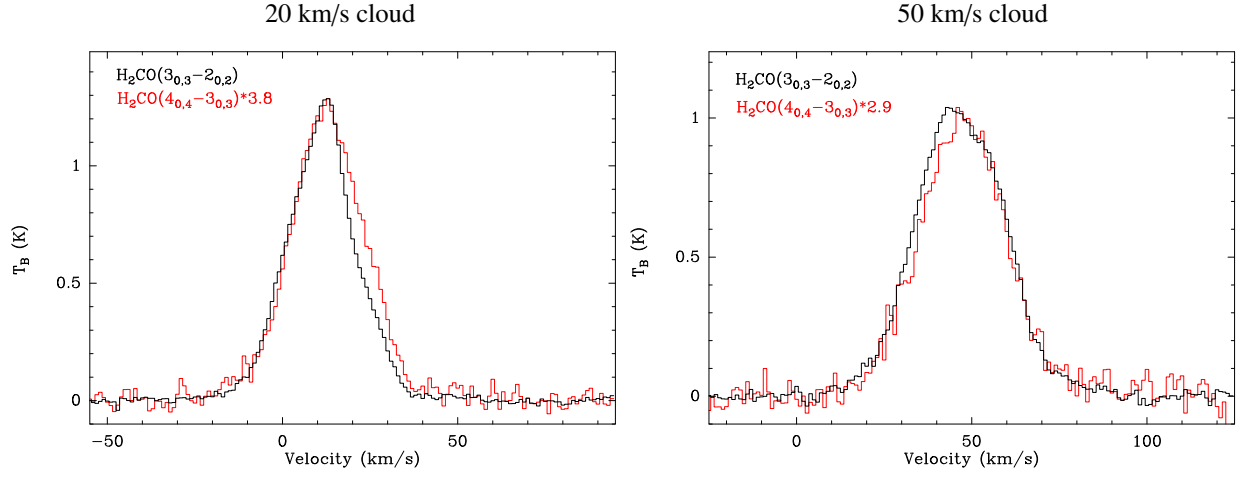 20 km/s cloud
H₂CO(3₀,₃−2₀,₂)
H₂CO(4₀,₄−3₀,₃)*3.8
1
0.5
0
T_B (K)
−50 0 50
Velocity (km/s)
50 km/s cloud
H₂CO(3₀,₃−2₀,₂)
H₂CO(4₀,₄−3₀,₃)*2.9
1
0.5
0
T_B (K)
0 50 100
Velocity (km/s)